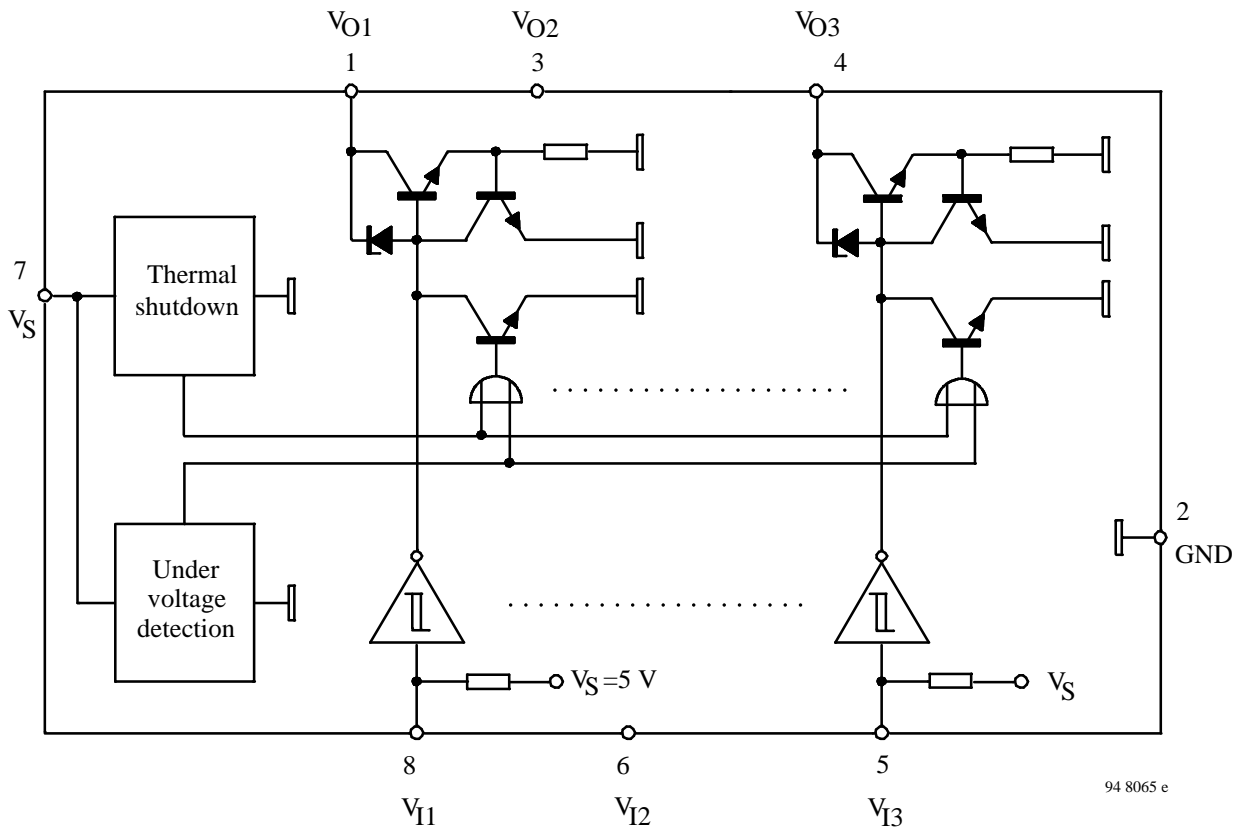 VO1 VO2 VO3
1 3 4
7
VS
Thermal
shutdown
2
GND
Under
voltage
detection
VS =5 V
VS
8 6 5
VI1 VI2 VI3
94 8065 e